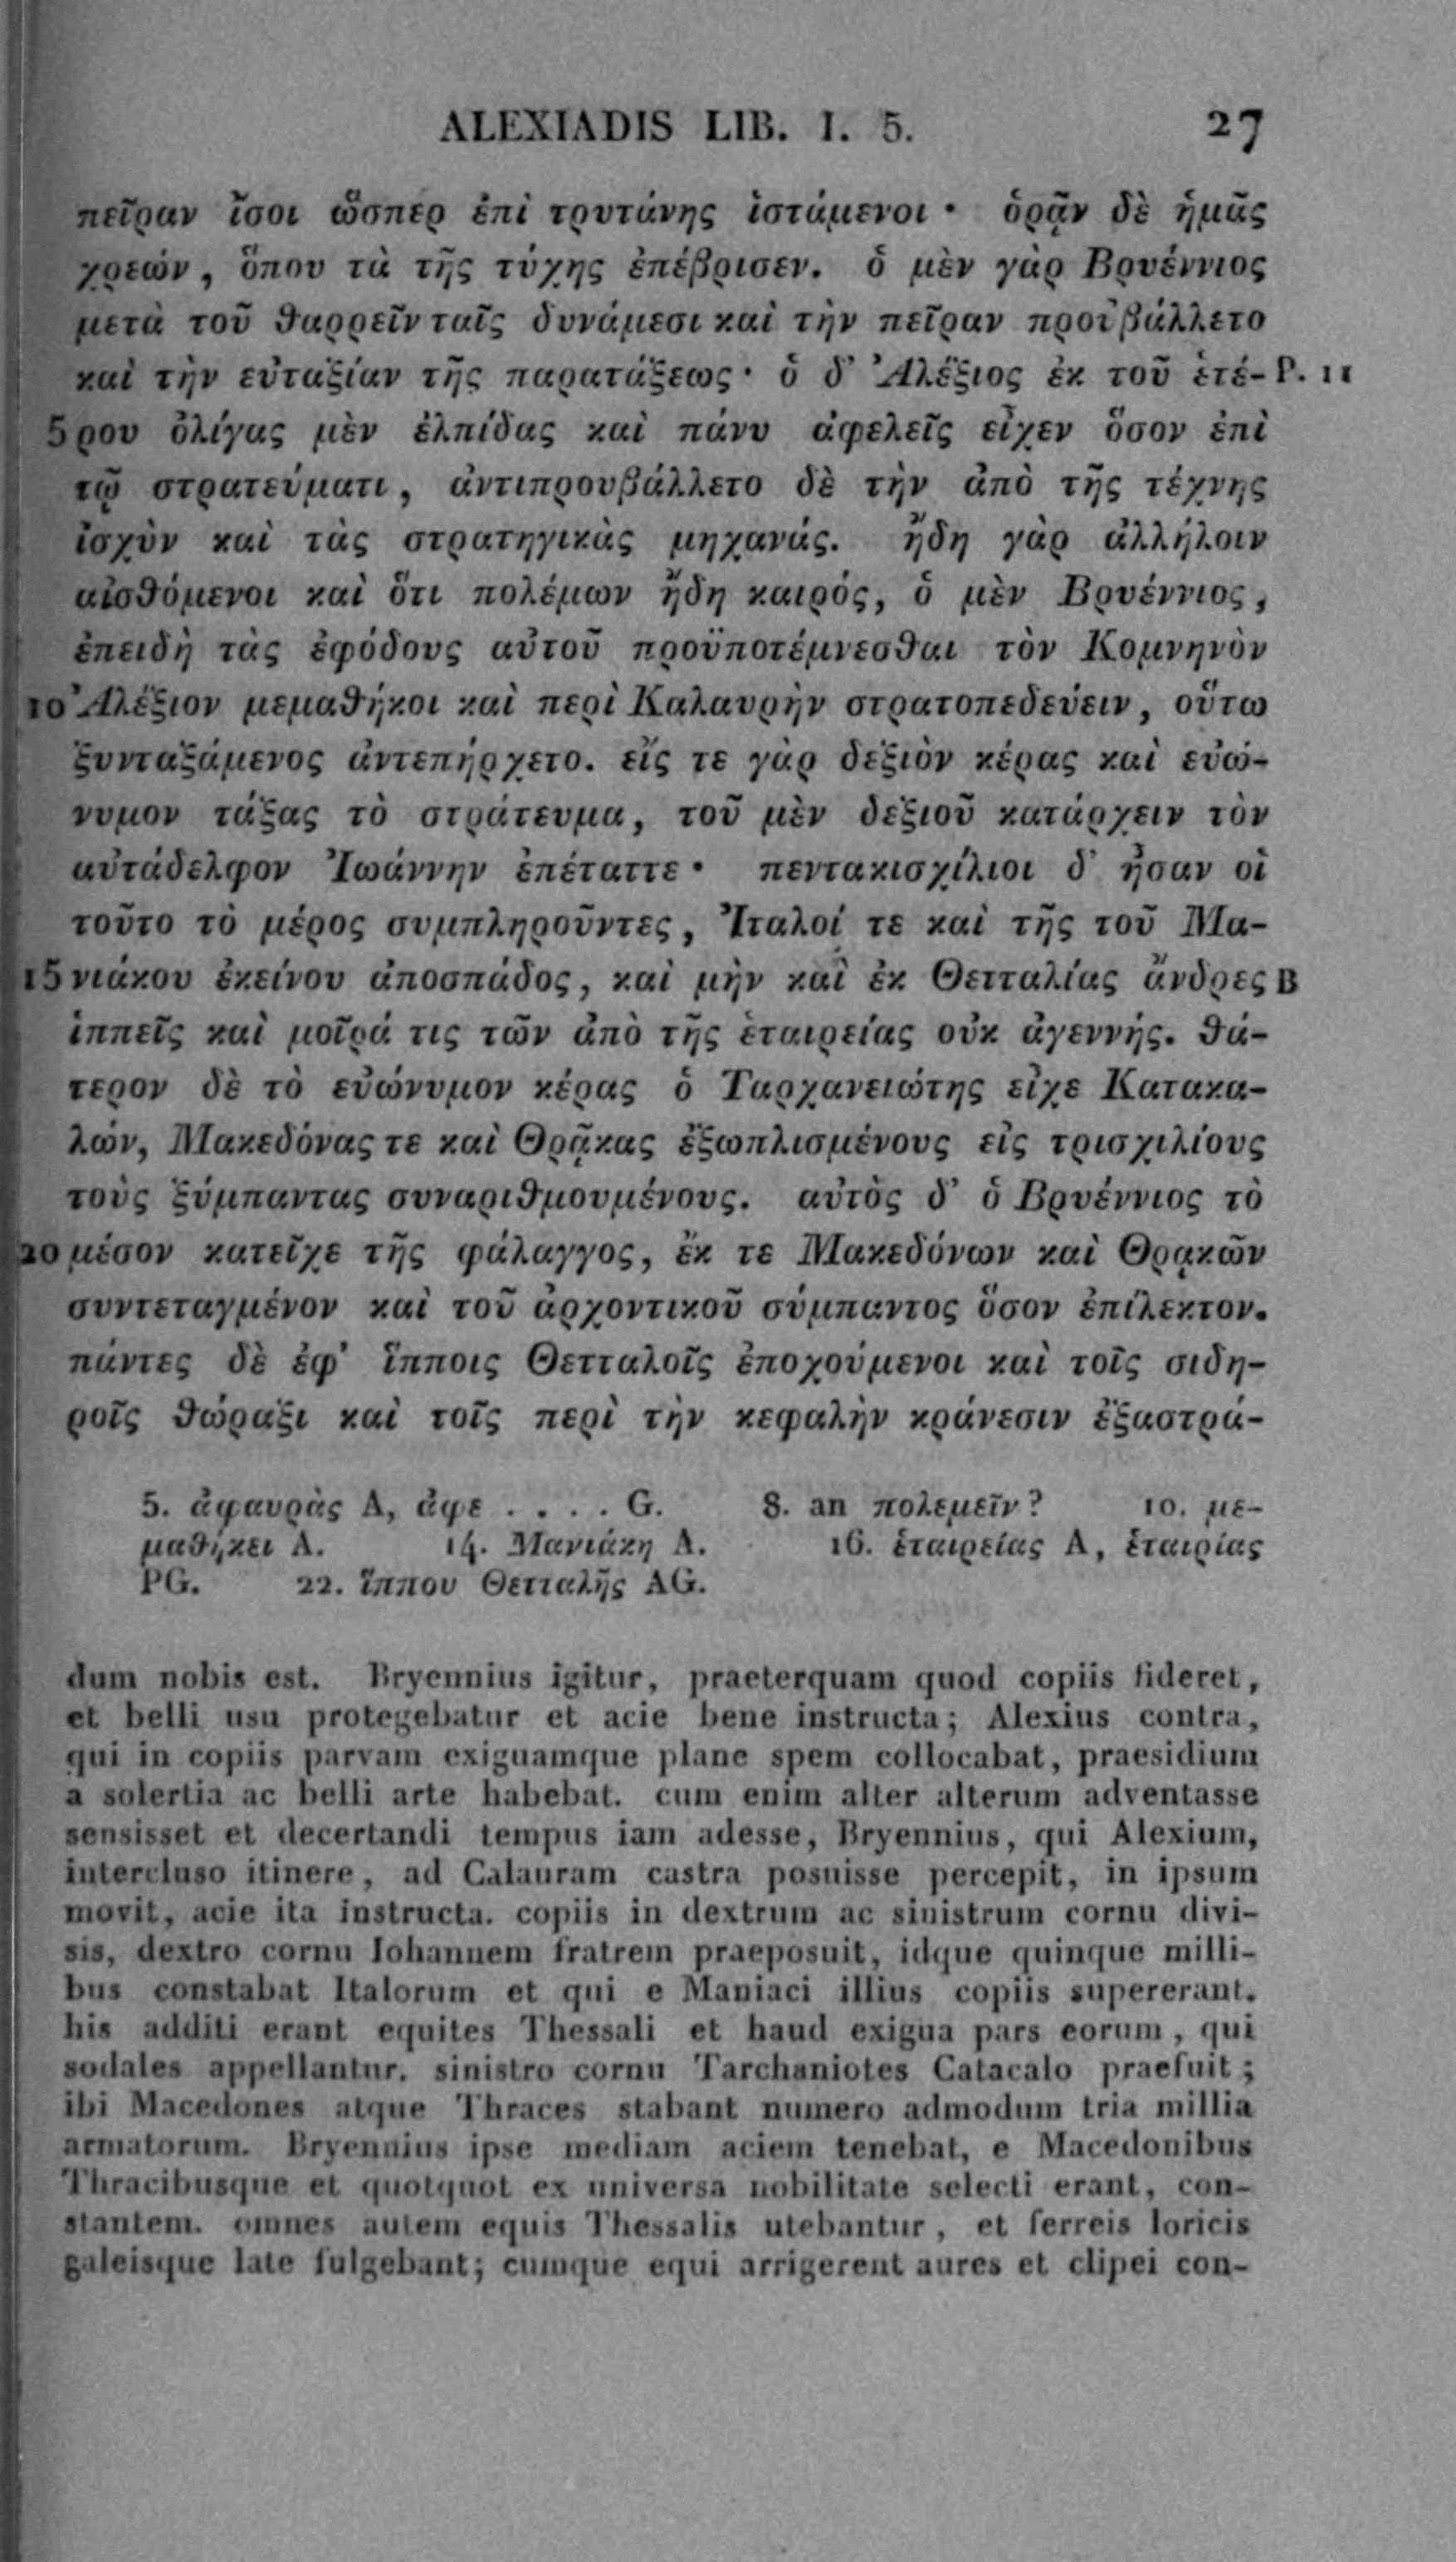 ALEXIADIS LIB. I. 5. 27
πεῖραν ἴσοι ὥσπερ ἐπὶ τρυτάνης ἱστάμενοι · ὁρᾷν δὲ ἡμᾶς
χρεών, ὅπου τὰ τῆς τύχης ἐπέβρισεν. ὁ μὲν γὰρ Βρυέννιος
μετὰ τοῦ θαρρεῖν ταῖς δυνάμεσι καὶ τὴν πεῖραν προὐβάλλετο
καὶ τὴν εὐταξίαν τῆς παρατάξεως· ὁ δ᾽ Ἀλέξιος ἐκ τοῦ ἑτέ- P. 11
5 ρου ὀλίγας μὲν ἐλπίδας καὶ πάνυ ἀφελεῖς εἶχεν ὅσον ἐπὶ
τῷ στρατεύματι, ἀντιπρουβάλλετο δὲ τὴν ἀπὸ τῆς τέχνης
ἰσχὺν καὶ τὰς στρατηγικὰς μηχανάς. ἤδη γὰρ ἀλλήλοιν
αἰσθόμενοι καὶ ὅτι πολέμων ἤδη καιρός, ὁ μὲν Βρυέννιος,
ἐπειδὴ τὰς ἐφόδους αὐτοῦ προϋποτέμνεσθαι τὸν Κομνηνὸν
10 Ἀλέξιον μεμαθήκοι καὶ περὶ Καλαυρὴν στρατοπεδεύειν, οὕτω
ξυνταξάμενος ἀντεπήρχετο. εἴς τε γὰρ δεξιὸν κέρας καὶ εὐώ-
νυμον τάξας τὸ στράτευμα, τοῦ μὲν δεξιοῦ κατάρχειν τὸν
αὐτάδελφον Ἰωάννην ἐπέταττε· πεντακισχίλιοι δ᾽ ἦσαν οἱ
τοῦτο τὸ μέρος συμπληροῦντες, Ἰταλοί τε καὶ τῆς τοῦ Μα-
15 νιάκου ἐκείνου ἀποσπάδος, καὶ μὴν καὶ ἐκ Θετταλίας ἄνδρες B
ἱππεῖς καὶ μοῖρά τις τῶν ἀπὸ τῆς ἑταιρείας οὐκ ἀγεννής. θά-
τερον δὲ τὸ εὐώνυμον κέρας ὁ Ταρχανειώτης εἶχε Κατακα-
λών, Μακεδόνας τε καὶ Θρᾷκας ἐξωπλισμένους εἰς τρισχιλίους
τοὺς ξύμπαντας συναριθμουμένους. αὐτὸς δ᾽ ὁ Βρυέννιος τὸ
20 μέσον κατεῖχε τῆς φάλαγγος, ἔκ τε Μακεδόνων καὶ Θρᾳκῶν
συντεταγμένον καὶ τοῦ ἀρχοντικοῦ σύμπαντος ὅσον ἐπίλεκτον.
πάντες δὲ ἐφ᾽ ἵπποις Θετταλοῖς ἐποχούμενοι καὶ τοῖς σιδη-
ροῖς θώραξι καὶ τοῖς περὶ τὴν κεφαλὴν κράνεσιν ἐξαστρά-
5. ἀφαυρὰς A, ἀφε . . . . G. 8. an πολεμεῖν? 10. με-
μαθήκει A. 14. Μανιάκη A. 16. ἑταιρείας A, ἑταιρίας
PG. 22. ἵππου Θετταλῆς AG.
dum nobis est. Bryennius igitur, praeterquam quod copiis fideret,
et belli usu protegebatur et acie bene instructa; Alexius contra,
qui in copiis parvam exiguamque plane spem collocabat, praesidium
a solertia ac belli arte habebat. cum enim alter alterum adventasse
sensisset et decertandi tempus iam adesse, Bryennius, qui Alexium,
intercluso itinere, ad Calauram castra posuisse percepit, in ipsum
movit, acie ita instructa. copiis in dextrum ac sinistrum cornu divi-
sis, dextro cornu Iohannem fratrem praeposuit, idque quinque milli-
bus constabat Italorum et qui e Maniaci illius copiis supererant.
his additi erant equites Thessali et haud exigua pars eorum, qui
sodales appellantur. sinistro cornu Tarchaniotes Catacalo praefuit;
ibi Macedones atque Thraces stabant numero admodum tria millia
armatorum. Bryennius ipse mediam aciem tenebat, e Macedonibus
Thracibusque et quotquot ex universa nobilitate selecti erant, con-
stantem. omnes autem equis Thessalis utebantur, et ferreis loricis
galeisque late fulgebant; cumque equi arrigerent aures et clipei con-